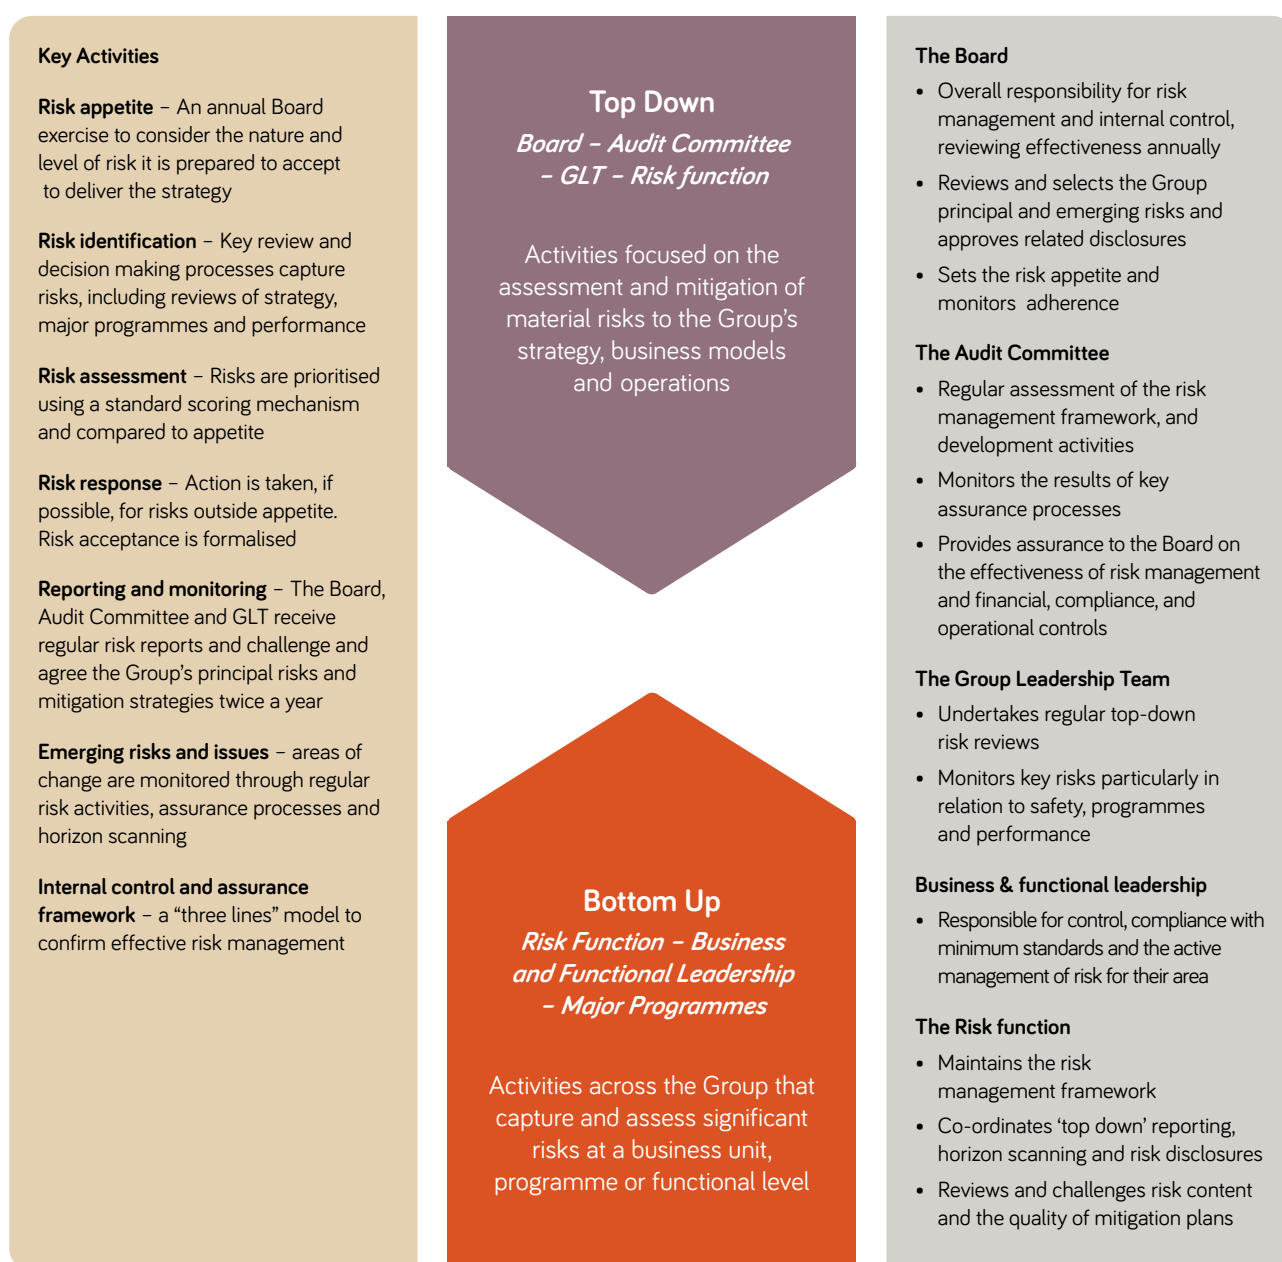 Key Activities
Risk appetite – An annual Board
exercise to consider the nature and
level of risk it is prepared to accept
to deliver the strategy
Risk identification – Key review and
decision making processes capture
risks, including reviews of strategy,
major programmes and performance
Risk assessment – Risks are prioritised
using a standard scoring mechanism
and compared to appetite
Risk response – Action is taken, if
possible, for risks outside appetite.
Risk acceptance is formalised
Reporting and monitoring – The Board,
Audit Committee and GLT receive
regular risk reports and challenge and
agree the Group’s principal risks and
mitigation strategies twice a year
Emerging risks and issues – areas of
change are monitored through regular
risk activities, assurance processes and
horizon scanning
Internal control and assurance
framework – a “three lines” model to
confirm effective risk management
Top Down
Board – Audit Committee
– GLT – Risk function
Activities focused on the
assessment and mitigation of
material risks to the Group’s
strategy, business models
and operations
Bottom Up
Risk Function – Business
and Functional Leadership
– Major Programmes
Activities across the Group that
capture and assess significant
risks at a business unit,
programme or functional level
The Board
• Overall responsibility for risk
management and internal control,
reviewing effectiveness annually
• Reviews and selects the Group
principal and emerging risks and
approves related disclosures
• Sets the risk appetite and
monitors adherence
The Audit Committee
• Regular assessment of the risk
management framework, and
development activities
• Monitors the results of key
assurance processes
• Provides assurance to the Board on
the effectiveness of risk management
and financial, compliance, and
operational controls
The Group Leadership Team
• Undertakes regular top-down
risk reviews
• Monitors key risks particularly in
relation to safety, programmes
and performance
Business & functional leadership
• Responsible for control, compliance with
minimum standards and the active
management of risk for their area
The Risk function
• Maintains the risk
management framework
• Co-ordinates ‘top down’ reporting,
horizon scanning and risk disclosures
• Reviews and challenges risk content
and the quality of mitigation plans